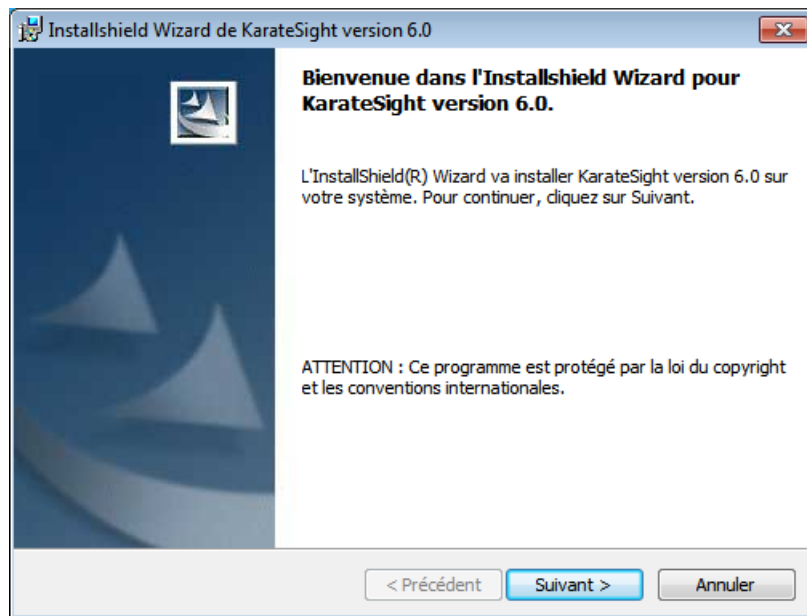 Installshield Wizard de KarateSight version 6.0
Bienvenue dans l'Installshield Wizard pour
KarateSight version 6.0.
L'InstallShield(R) Wizard va installer KarateSight version 6.0 sur
votre système. Pour continuer, cliquez sur Suivant.
ATTENTION : Ce programme est protégé par la loi du copyright
et les conventions internationales.
< Précédent
Suivant >
Annuler